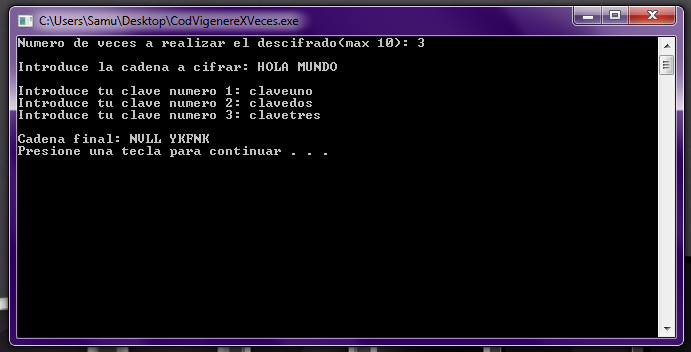 C:\Users\Samu\Desktop\CodVigenereXVeces.exe
Numero de veces a realizar el descifrado(max 10): 3
Introduce la cadena a cifrar: HOLA MUNDO
Introduce tu clave numero 1: claveuno
Introduce tu clave numero 2: clavedos
Introduce tu clave numero 3: clavetres
Cadena final: NVLL YKFNK
Presione una tecla para continuar . . .